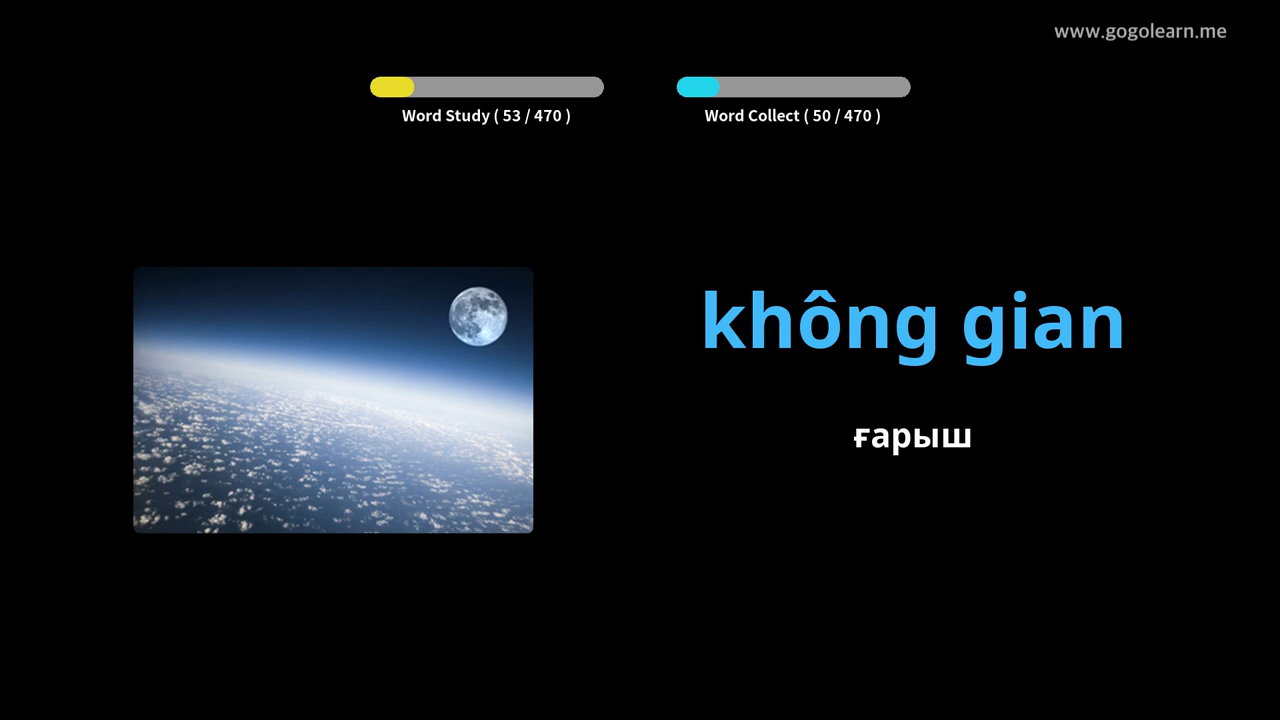 www.gogolearn.me
Word Study ( 53 / 470 )
Word Collect ( 50 / 470 )
không gian
ғарыш